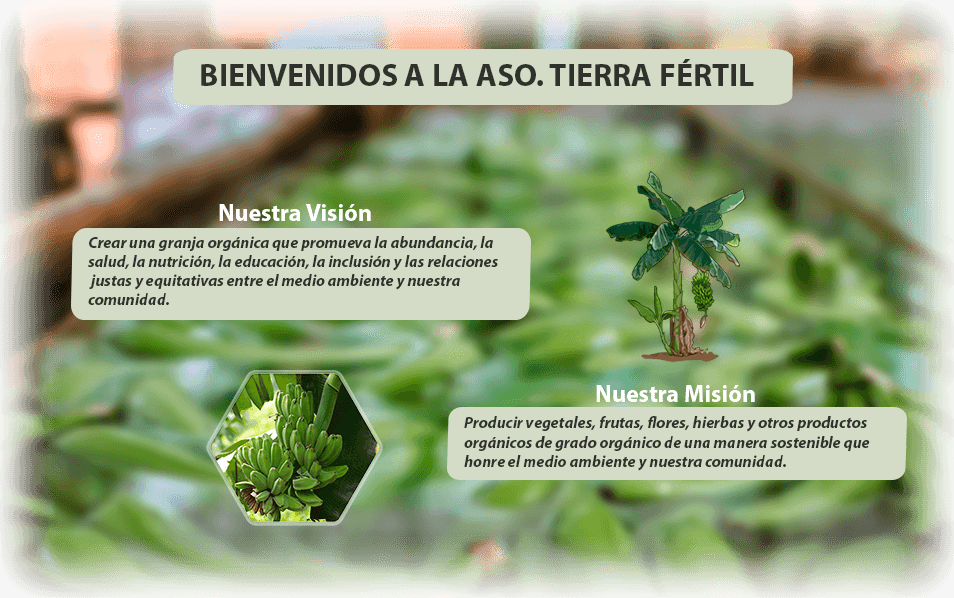 BIENVENIDOS A LA ASO. TIERRA FÉRTIL
Nuestra Visión
Crear una granja orgánica que promueva la abundancia, la
salud, la nutrición, la educación, la inclusión y las relaciones
justas y equitativas entre el medio ambiente y nuestra
comunidad.
Nuestra Misión
Producir vegetales, frutas, flores, hierbas y otros productos
orgánicos de grado orgánico de una manera sostenible que
honre el medio ambiente y nuestra comunidad.